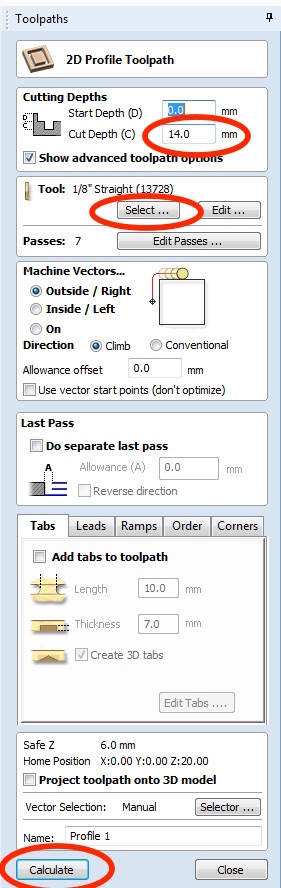 Toolpaths
2D Profile Toolpath
Cutting Depths
Start Depth (D) 0.0 mm
Cut Depth (C) 14.0 mm
Show advanced toolpath options
Tool: 1/8" Straight (13728)
Select ... Edit ...
Passes: 7 Edit Passes ...
Machine Vectors...
Outside / Right
Inside / Left
On
Direction Climb Conventional
Allowance offset 0.0 mm
Use vector start points (don't optimize)
Last Pass
Do separate last pass
A Allowance (A) 0.0 mm
Reverse direction
Tabs Leads Ramps Order Corners
Add tabs to toolpath
Length 10.0 mm
Thickness 7.0 mm
Create 3D tabs
Edit Tabs ....
Safe Z 6.0 mm
Home Position X:0.00 Y:0.00 Z:20.00
Project toolpath onto 3D model
Vector Selection: Manual Selector ...
Name: Profile 1
Calculate Close